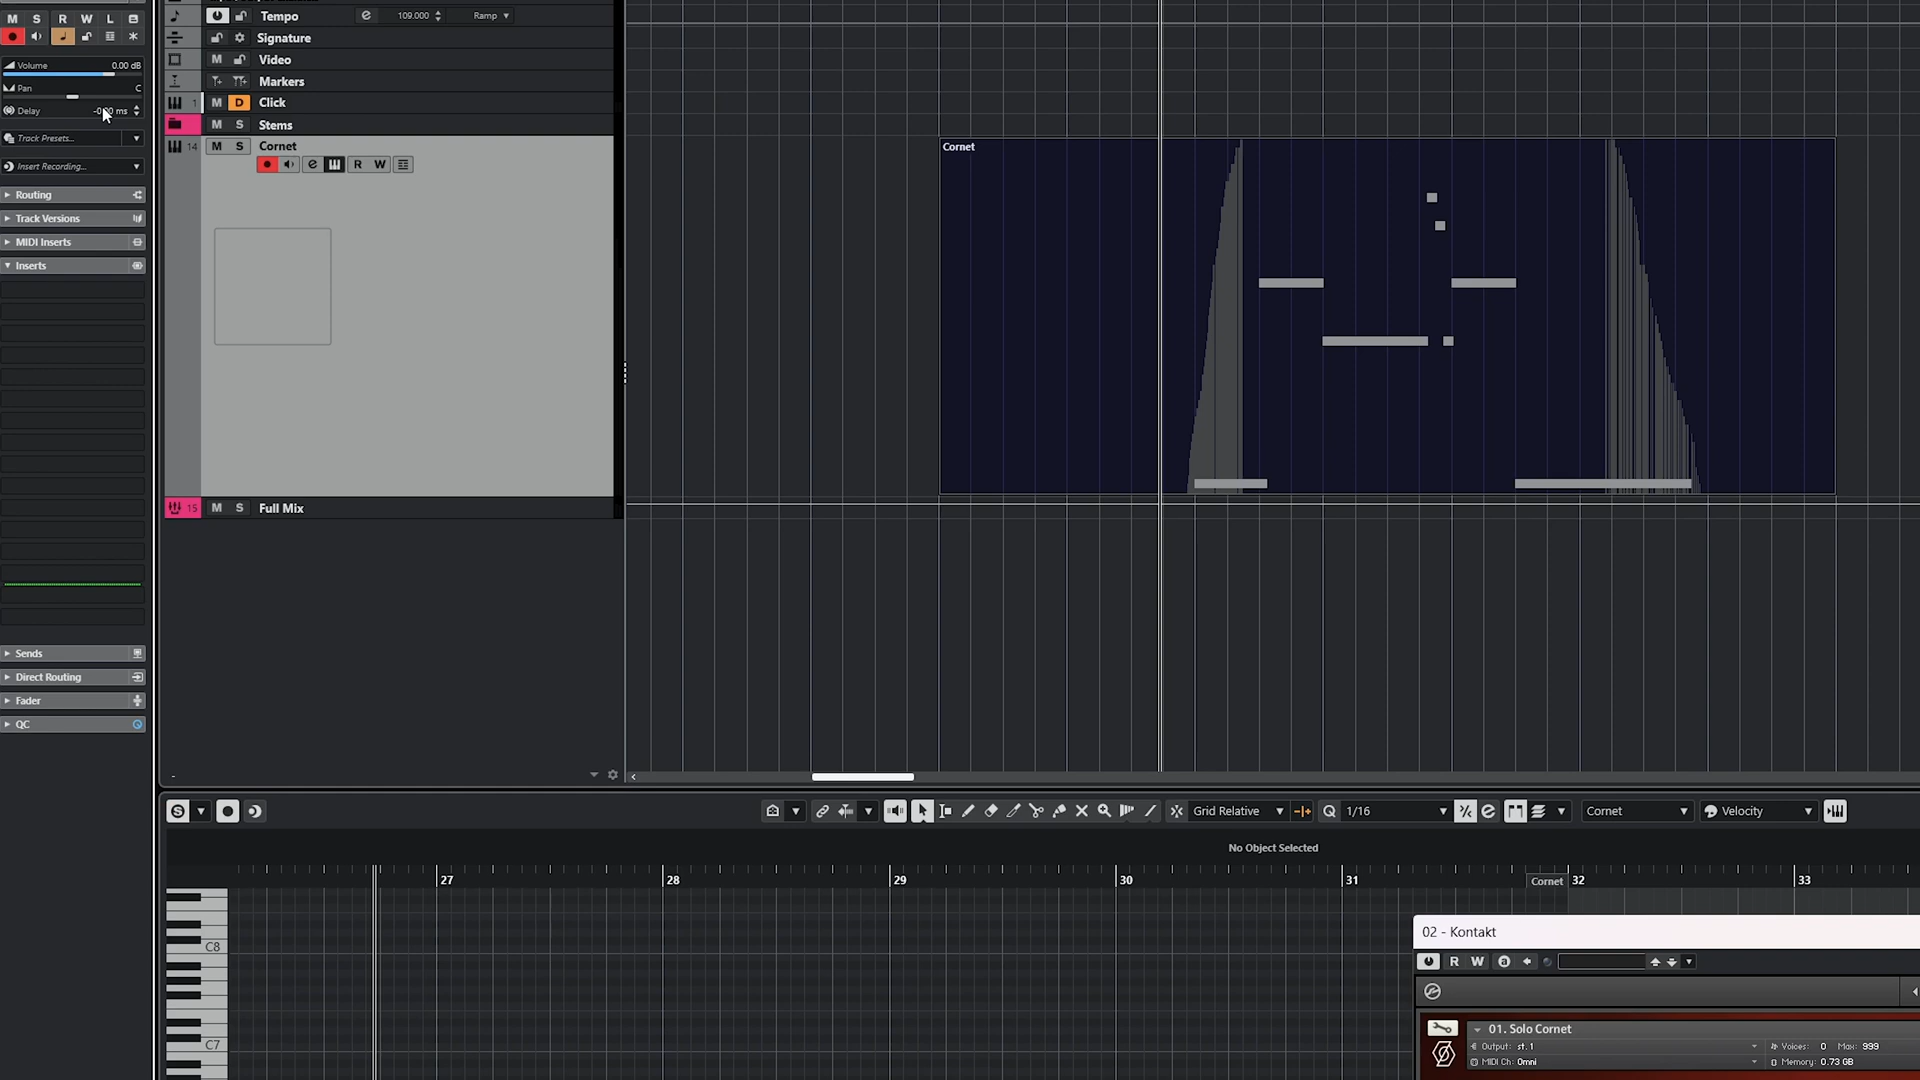 M S R W L
Volume 0.00 dB
Pan C
Delay ms
Track Presets...
Insert Recording...
Routing
Track Versions
MIDI Inserts
Inserts
Sends
Direct Routing
Fader
QC
Tempo 109.000 Ramp
Signature
M Video
Markers
1 M D Click
M S Stems
14 M S Cornet
e R W
15 M S Full Mix
Cornet
Grid Relative Q 1/16 e Cornet Velocity
No Object Selected
27 28 29 30 31 Cornet 32 33
C8
C7
02 - Kontakt
R W
01. Solo Cornet
Output: st. 1 Voices: 0 Max: 999
MIDI Ch: Omni Memory: 0.73 GB